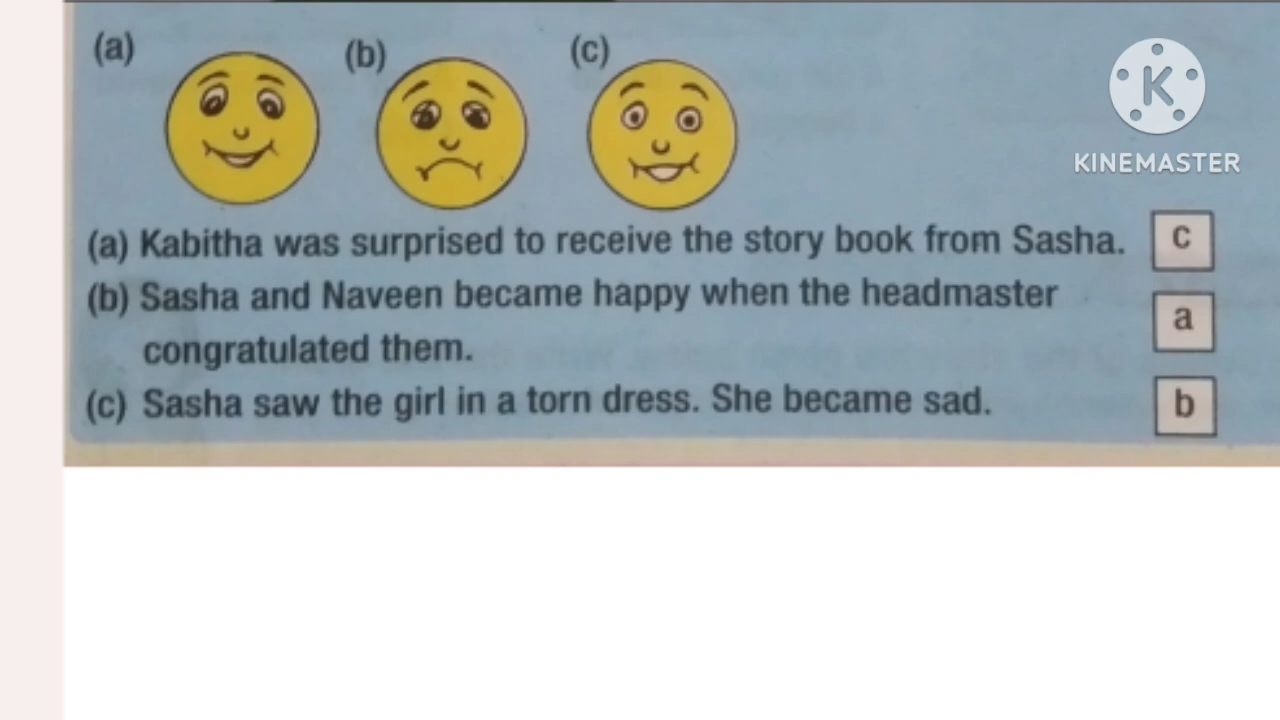 (a)
(b)
(c)
KINEMASTER
(a) Kabitha was surprised to receive the story book from Sasha. c
(b) Sasha and Naveen became happy when the headmaster
congratulated them. a
(c) Sasha saw the girl in a torn dress. She became sad. b